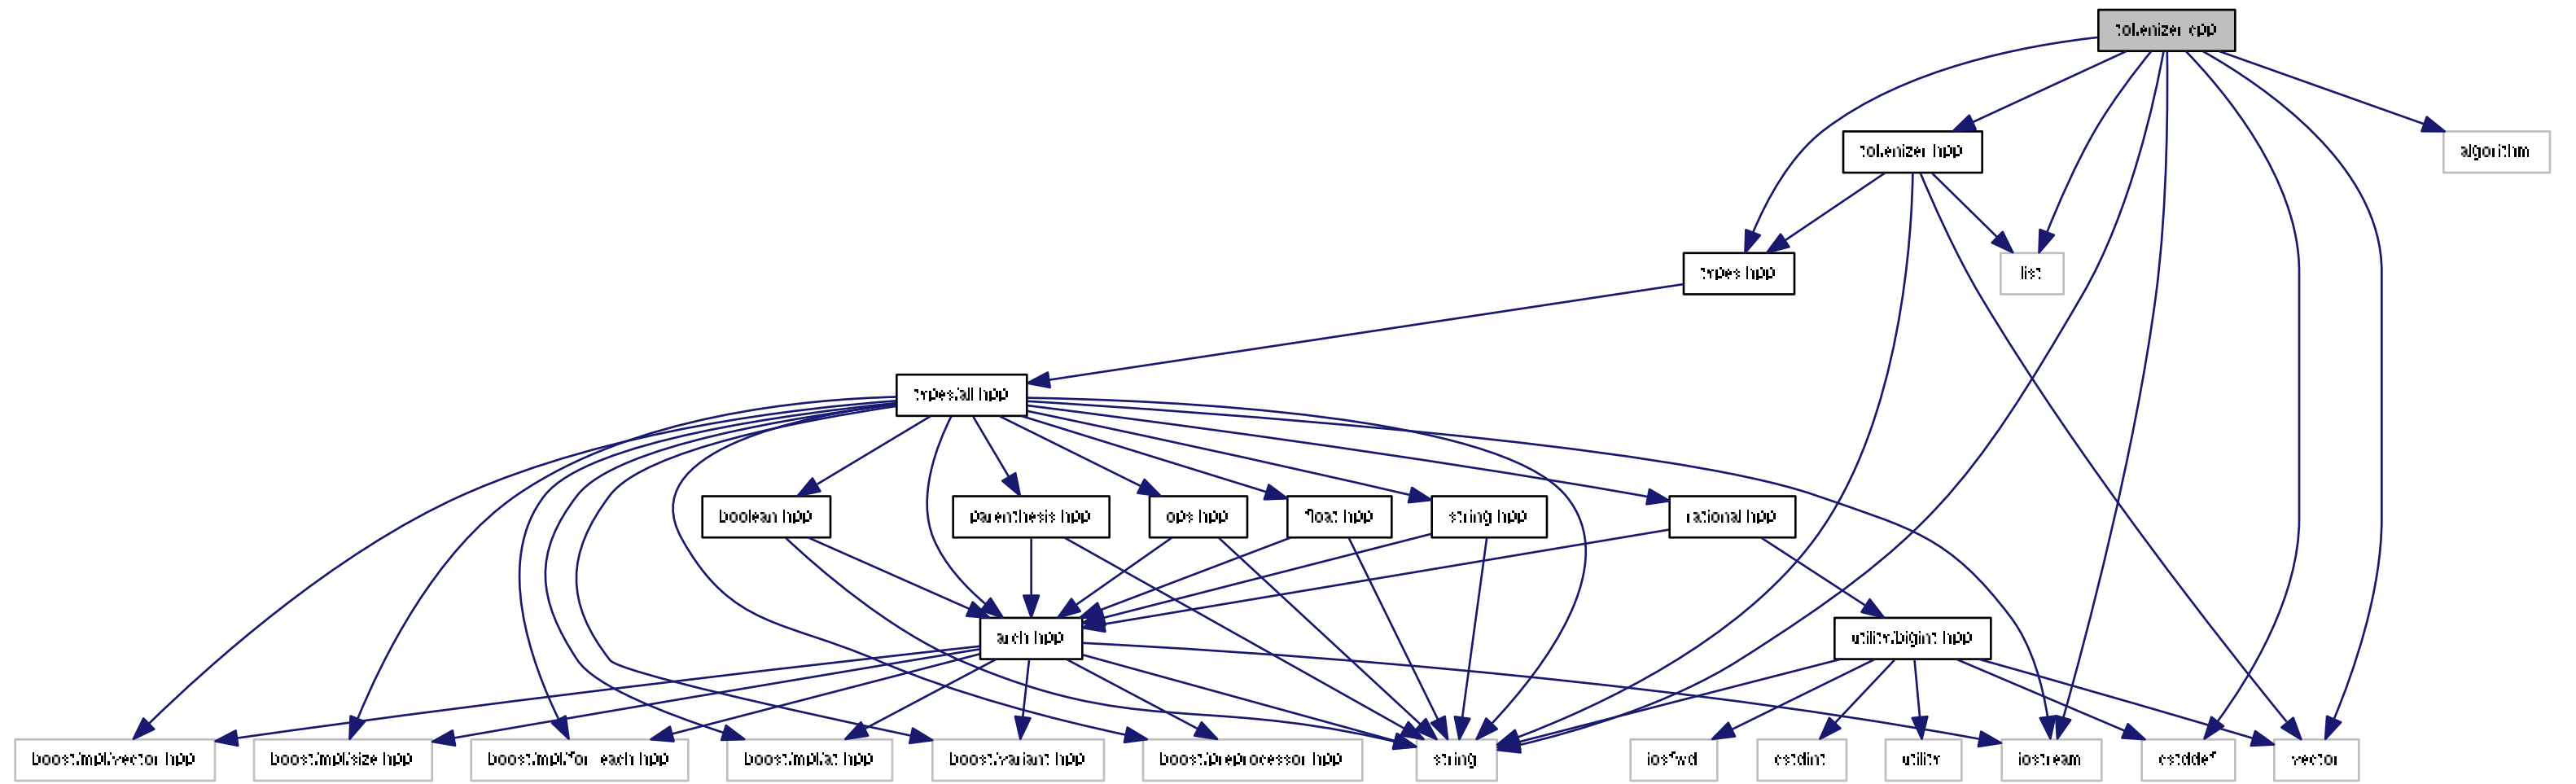 tokenizer.cpp
tokenizer.hpp
algorithm
types.hpp
list
types/all.hpp
boolean.hpp
parenthesis.hpp
ops.hpp
float.hpp
string.hpp
rational.hpp
arch.hpp
utility/bigint.hpp
boost/mpl/vector.hpp
boost/mpl/size.hpp
boost/mpl/for_each.hpp
boost/mpl/at.hpp
boost/variant.hpp
boost/preprocessor.hpp
string
iosfwd
cstdint
utility
iostream
cstddef
vector